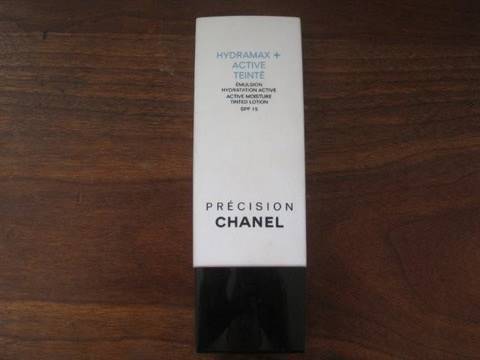 HYDRAMAX +
ACTIVE
TEINTÉ
ÉMULSION
HYDRATATION ACTIVE
ACTIVE MOISTURE
TINTED LOTION
SPF 15
PRÉCISION
CHANEL